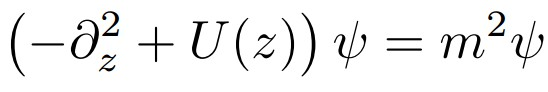 (−∂_z^2 + U(z)) ψ = m^2 ψ